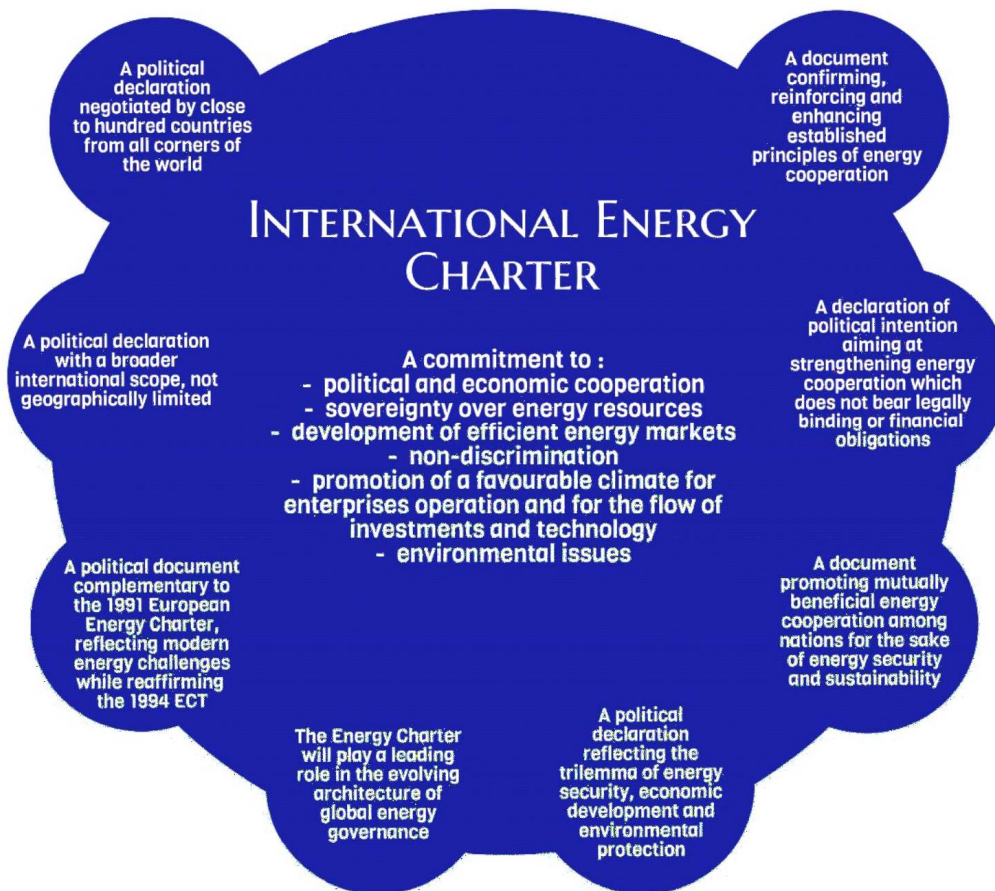 A political
declaration
negotiated by close
to hundred countries
from all corners of
the world
A document
confirming,
reinforcing and
enhancing
established
principles of energy
cooperation
INTERNATIONAL ENERGY
CHARTER
A political declaration
with a broader
international scope, not
geographically limited
A commitment to :
- political and economic cooperation
- sovereignty over energy resources
- development of efficient energy markets
- non-discrimination
- promotion of a favourable climate for
enterprises operation and for the flow of
investments and technology
- environmental issues
A declaration of
political intention
aiming at
strengthening energy
cooperation which
does not bear legally
binding or financial
obligations
A political document
complementary to
the 1991 European
Energy Charter,
reflecting modern
energy challenges
while reaffirming
the 1994 ECT
A document
promoting mutually
beneficial energy
cooperation among
nations for the sake
of energy security
and sustainability
The Energy Charter
will play a leading
role in the evolving
architecture of
global energy
governance
A political
declaration
reflecting the
trilemma of energy
security, economic
development and
environmental
protection